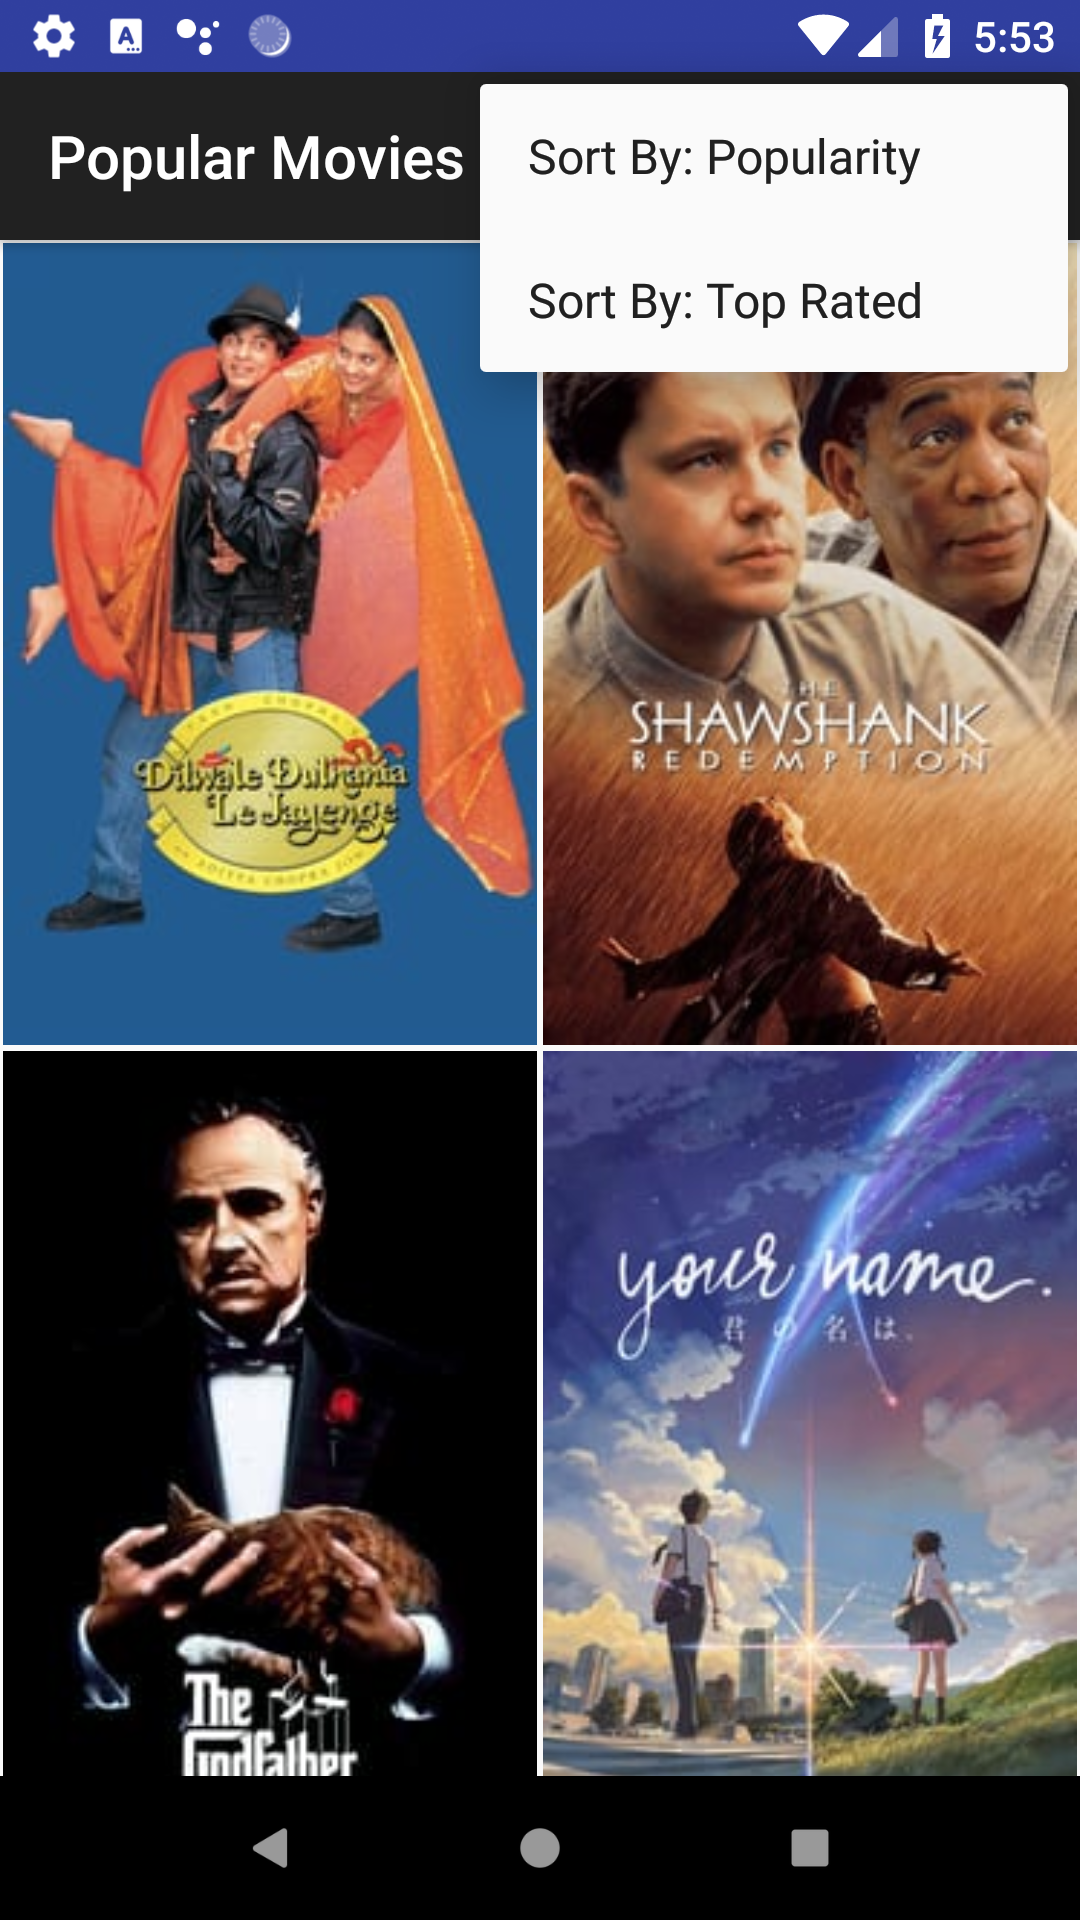 5:53
Popular Movies
Sort By: Popularity
Sort By: Top Rated
Dilwale Dulhania
Le Jayenge
THE
SHAWSHANK
REDEMPTION
your name.
君の名は。
The
Godfather